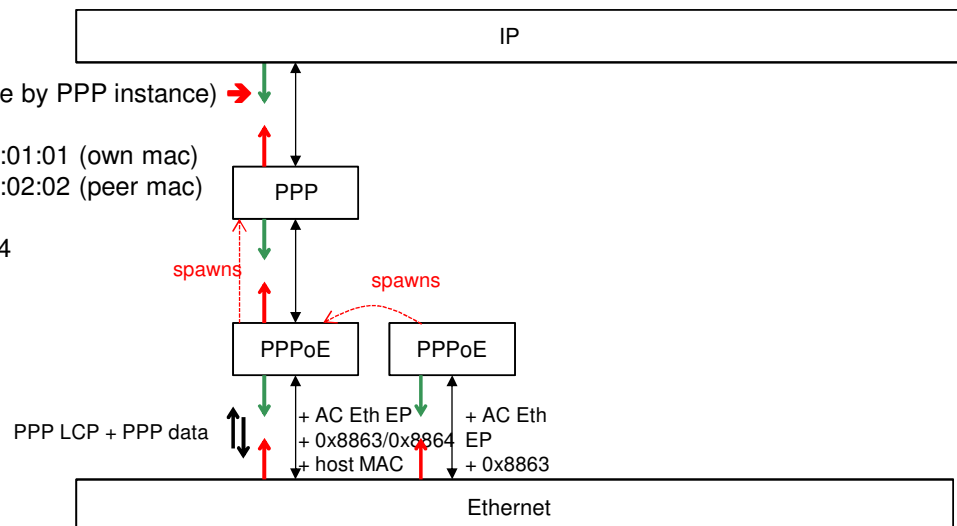 IP
e by PPP instance)
:01:01 (own mac)
:02:02 (peer mac)
PPP
4
spawns
spawns
PPPoE
PPPoE
PPP LCP + PPP data
+ AC Eth EP
+ 0x8863/0x8864
+ host MAC
+ AC Eth
EP
+ 0x8863
Ethernet